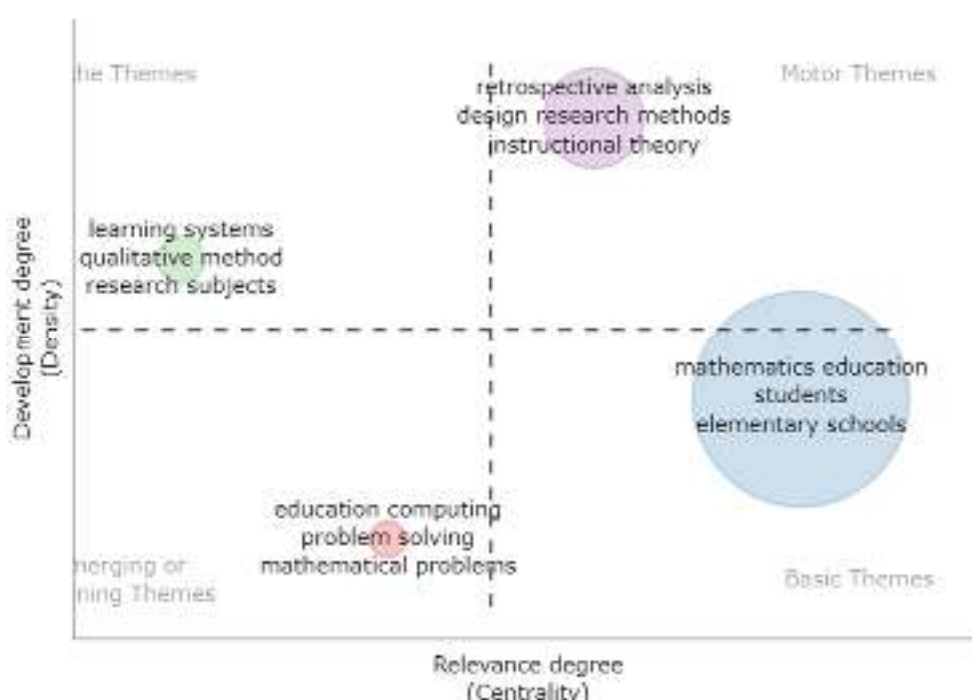 he Themes
Motor Themes
retrospective analysis
design research methods
instructional theory
learning systems
qualitative method
research subjects
Development degree
(Density)
mathematics education
students
elementary schools
education computing
problem solving
mathematical problems
merging or
ning Themes
Basic Themes
Relevance degree
(Centrality)